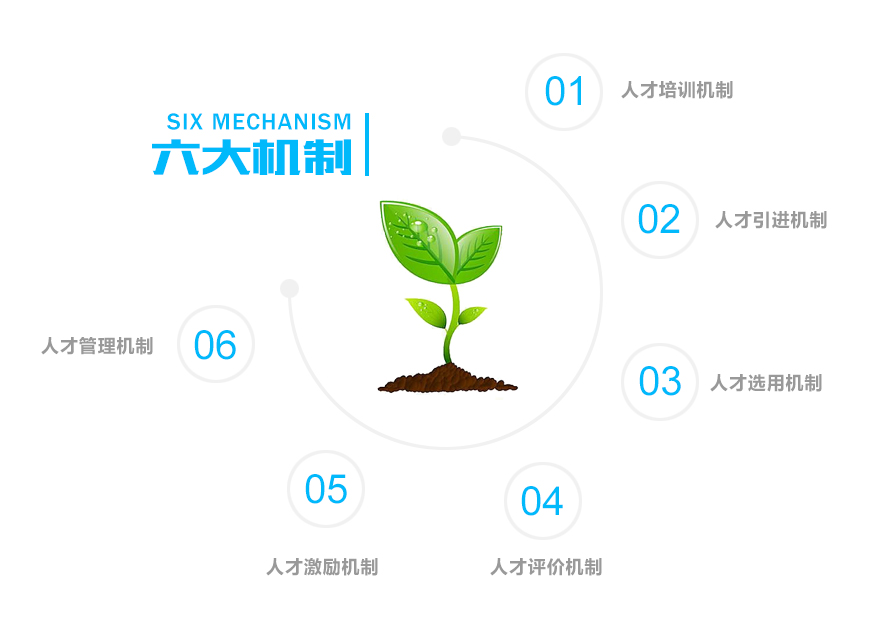 SIX MECHANISM
六大机制
01
人才培训机制
02
人才引进机制
03
人才选用机制
04
人才评价机制
05
人才激励机制
06
人才管理机制